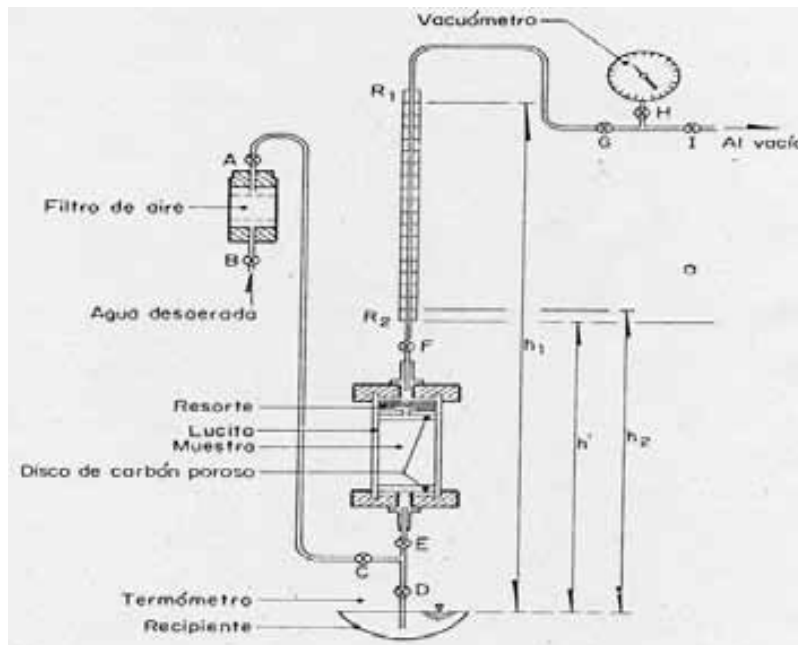 Vacuómetro
R1
H
A
G
I
Al vacío
Filtro de aire
B
Agua desaerada
R2
F
h1
Resorte
Lucita
Muestra
h'
h2
Disco de carbón poroso
E
C
D
Termómetro
Recipiente